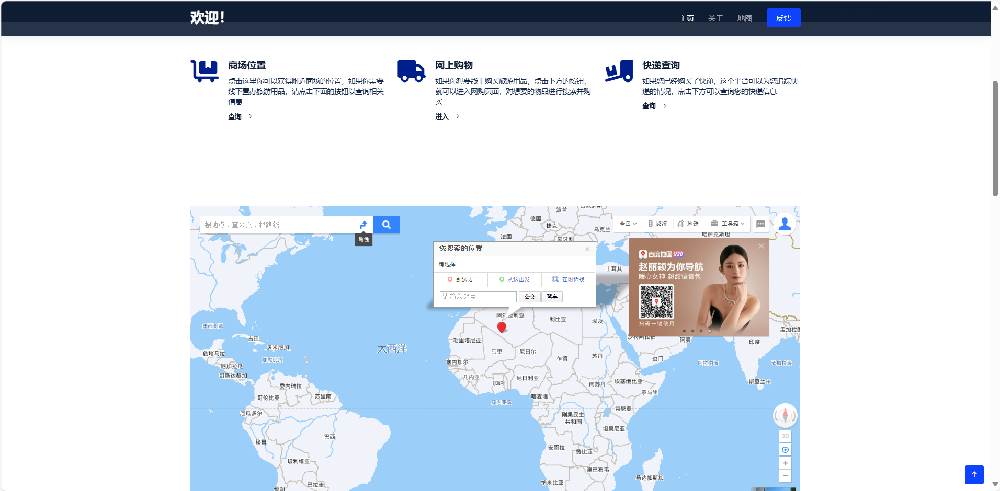 欢迎！
主页
关于
地图
反馈
商场位置
点击这里你可以获得附近商场的位置，如果你需要
线下置办旅游用品，请点击下面的按钮以查询相关
信息
查询
网上购物
如果你想要线上购买旅游用品，点击下方的按钮，
就可以进入网购页面，对想要的物品进行搜索并购
买
进入
快递查询
如果您已经购买了快递，这个平台可以为您追踪快
递的情况，点击下方可以查询您的快递信息
查询
搜地点、查公交、找路线
路线
全国
路况
地铁
工具箱
波兰
德国
捷克
乌克兰
法国
匈牙利
哈萨克斯坦
您搜索的位置
请选择
到这去
从这出发
在附近找
请输入起点
公交
驾车
百度地图 V20
赵丽颖为你导航
暖心女神 超甜语音包
扫码一键使用
土耳其
阿尔及利亚
利比亚
埃及
墨西哥湾
古巴
多米尼加
危地马拉
加勒比海
尼加拉瓜
哥斯达黎加
大西洋
毛里塔尼亚
马里
尼日尔
乍得
苏丹
塞内加尔
几内亚
加纳
尼日利亚
南苏丹
埃塞俄比亚
索马里
也门
阿曼
阿拉伯海
印度
孟加拉国
孟加拉湾
斯里兰卡
委内瑞拉
哥伦比亚
苏里南
几内亚湾
喀麦隆
肯尼亚
厄瓜多尔
刚果民主
共和国
坦桑尼亚
巴西
秘鲁
安哥拉
赞比亚
玻利维亚
津巴布韦
马达加斯加
纳米比亚
巴拉圭
智利
3D